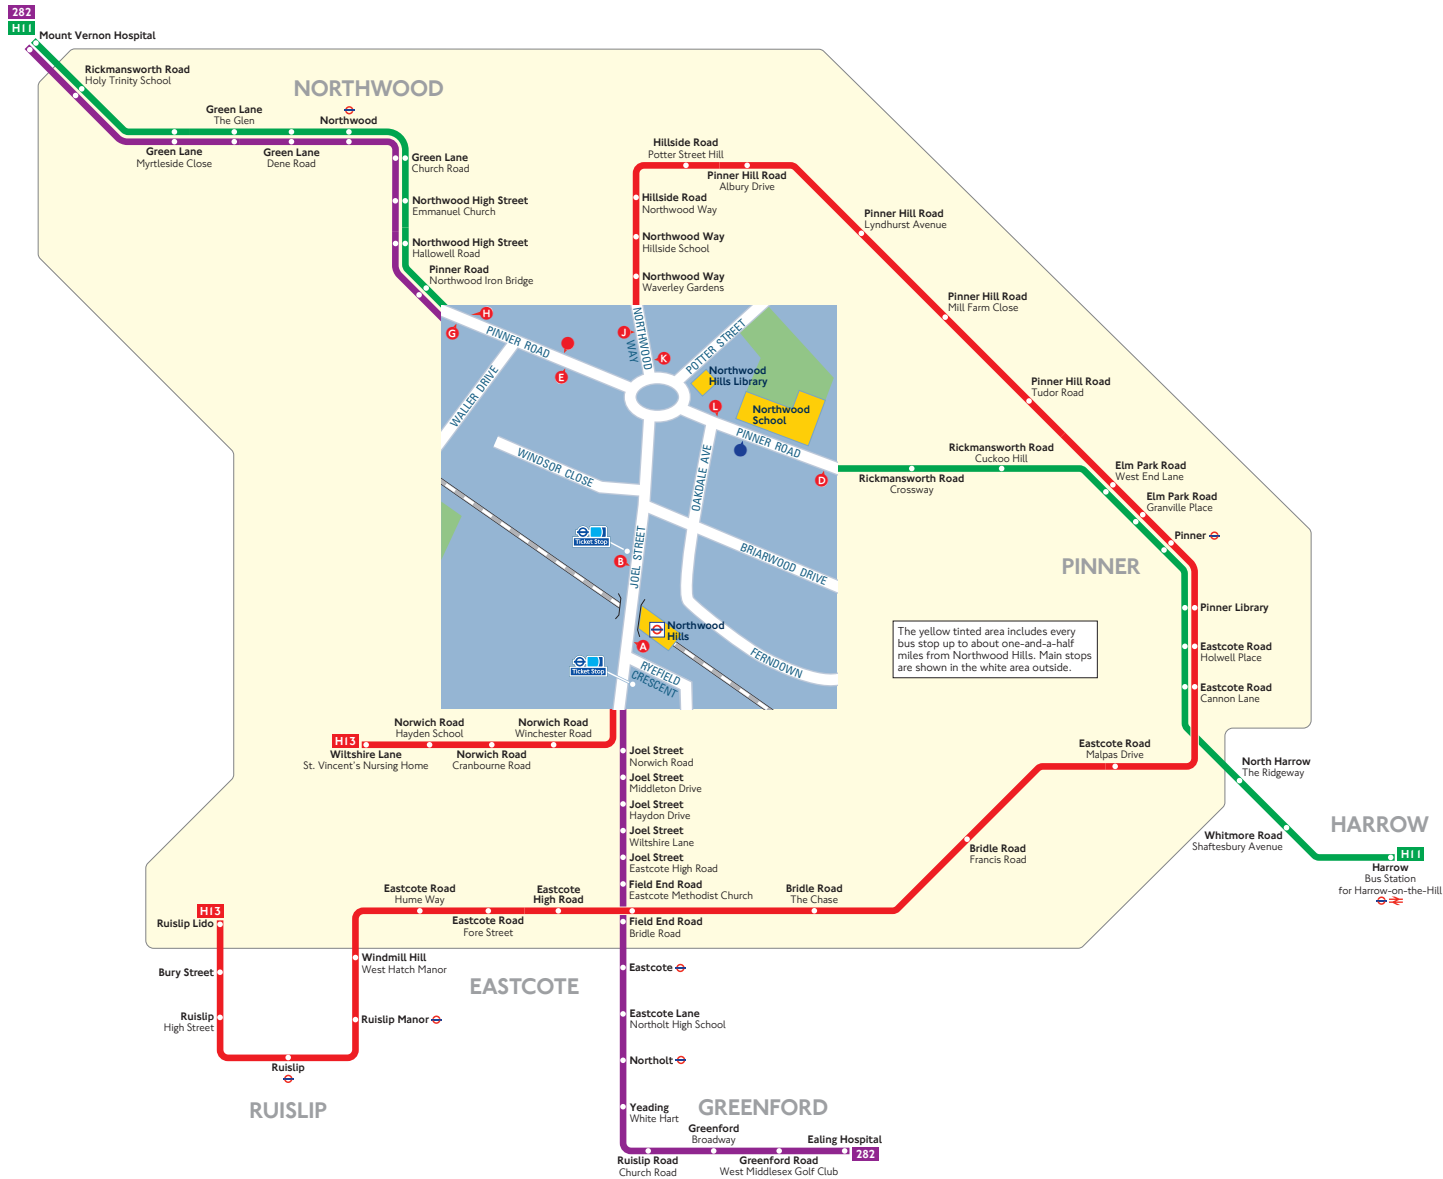 282
H11
Mount Vernon Hospital
Rickmansworth Road
Holy Trinity School
NORTHWOOD
Green Lane
The Glen
Northwood
Green Lane
Myrtleside Close
Green Lane
Dene Road
Green Lane
Church Road
Northwood High Street
Emmanuel Church
Northwood High Street
Hallowell Road
Pinner Road
Northwood Iron Bridge
Hillside Road
Potter Street Hill
Pinner Hill Road
Albury Drive
Hillside Road
Northwood Way
Northwood Way
Hillside School
Northwood Way
Waverley Gardens
Pinner Hill Road
Lyndhurst Avenue
Pinner Hill Road
Mill Farm Close
Pinner Hill Road
Tudor Road
Rickmansworth Road
Cuckoo Hill
Rickmansworth Road
Crossway
Elm Park Road
West End Lane
Elm Park Road
Granville Place
Pinner
PINNER
Pinner Library
Eastcote Road
Holwell Place
Eastcote Road
Cannon Lane
H
G
PINNER ROAD
E
J
NORTHWOOD
WAY
K
POTTER STREET
Northwood
Hills Library
L
Northwood
School
PINNER ROAD
D
WALLER DRIVE
WINDSOR CLOSE
OAKDALE AVE
Ticket Stop
B
JOEL STREET
BRIARWOOD DRIVE
Northwood
Hills
A
Ticket Stop
RYEFIELD
CRESCENT
FERNDOWN
The yellow tinted area includes every
bus stop up to about one-and-a-half
miles from Northwood Hills. Main stops
are shown in the white area outside.
H13
Wiltshire Lane
St. Vincent's Nursing Home
Norwich Road
Hayden School
Norwich Road
Cranbourne Road
Norwich Road
Winchester Road
Joel Street
Norwich Road
Joel Street
Middleton Drive
Joel Street
Haydon Drive
Joel Street
Wiltshire Lane
Joel Street
Eastcote High Road
Field End Road
Eastcote Methodist Church
Field End Road
Bridle Road
Eastcote Road
Malpas Drive
North Harrow
The Ridgeway
HARROW
Whitmore Road
Shaftesbury Avenue
H11
Harrow
Bus Station
for Harrow-on-the-Hill
Bridle Road
Francis Road
Bridle Road
The Chase
Eastcote Road
Hume Way
Eastcote
High Road
Eastcote Road
Fore Street
H13
Ruislip Lido
Bury Street
Ruislip
High Street
Ruislip
RUISLIP
Windmill Hill
West Hatch Manor
Ruislip Manor
EASTCOTE
Eastcote
Eastcote Lane
Northolt High School
Northolt
Yeading
White Hart
GREENFORD
Ruislip Road
Church Road
Greenford
Broadway
Greenford Road
West Middlesex Golf Club
Ealing Hospital
282